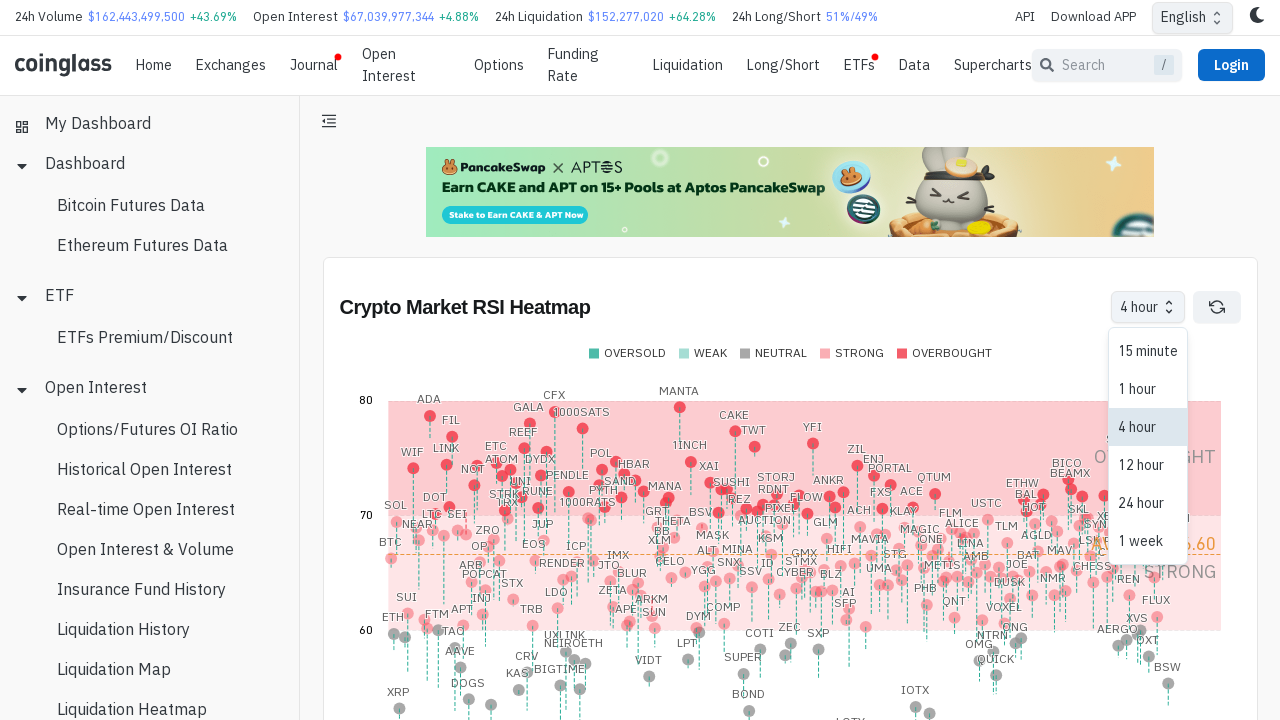 24h Volume $162,443,499,500 +43.69% Open Interest $67,039,977,344 +4.88% 24h Liquidation $152,277,020 +64.28% 24h Long/Short 51%/49% API Download APP English
coinglass Home Exchanges Journal Open Interest Options Funding Rate Liquidation Long/Short ETFs Data Supercharts Search / Login
My Dashboard
Dashboard
Bitcoin Futures Data
Ethereum Futures Data
ETF
ETFs Premium/Discount
Open Interest
Options/Futures OI Ratio
Historical Open Interest
Real-time Open Interest
Open Interest & Volume
Insurance Fund History
Liquidation History
Liquidation Map
Liquidation Heatmap
PancakeSwap × APTOS
Earn CAKE and APT on 15+ Pools at Aptos PancakeSwap
Stake to Earn CAKE & APT Now
Crypto Market RSI Heatmap
4 hour
15 minute
1 hour
4 hour
12 hour
24 hour
1 week
OVERSOLD WEAK NEUTRAL STRONG OVERBOUGHT
80
MANTA
ADA
CFX
GALA
1000SATS
CAKE
FIL
TWT
YFI
REEF
LINK
ETC
1INCH
ZIL
WIF
ATOM
DYDX
POL
ENJ
NOT
HBAR
XAI
PORTAL
BICO
UNI
PENDLE
SAND
SUSHI
STORJ
ANKR
QTUM
BEAMX
STRK
RUNE
PYTH
MANA
RDNT
FXS
ACE
ETHW
DOT
TRX
1000RATS
REZ
FLOW
BAL
SOL
LTC
SEI
GRT
BSV
PIXEL
ACH
KLAY
FLM
USTC
HOT
SKL
70
NEAR
JUP
THETA
AUCTION
GLM
ALICE
TLM
SYN
ZRO
BB
MASK
KSM
MAVIA
MAGIC
ONE
AGLD
BTC
OP
EOS
ICP
XLM
ALT
MINA
HIFI
LINA
MAV
ARB
RENDER
IMX
CELO
SNX
ID
GMX
STG
AMB
BAT
POPCAT
JTO
YGG
SSV
STMX
UMA
METIS
JOE
CHESS
STX
BLUR
CYBER
BLZ
DUSK
NMR
REN
STRONG
SUI
INJ
LDO
ZETA
ARKM
AI
PHB
APT
TRB
APE
COMP
SFP
QNT
VOXEL
FLUX
ETH
FTM
SUN
DYM
XVS
60
TAO
UXLINK
COTI
ZEC
SXP
NTRN
CNG
AERGO
AAVE
NEIROETH
LPT
OMG
TXT
CRV
VIDT
SUPER
QUICK
BIGTIME
BSW
DOGS
KAS
XRP
BOND
IOTX